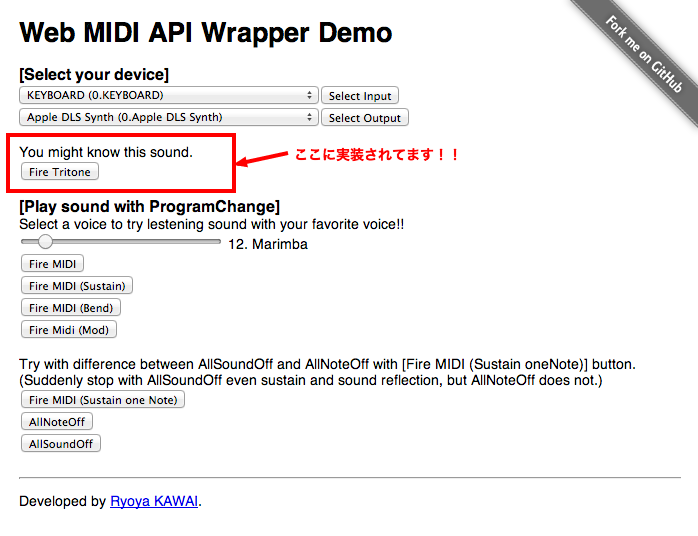 Web MIDI API Wrapper Demo
Fork me on GitHub
[Select your device]
KEYBOARD (0.KEYBOARD)
Select Input
Apple DLS Synth (0.Apple DLS Synth)
Select Output
You might know this sound.
ここに実装されてます！！
Fire Tritone
[Play sound with ProgramChange]
Select a voice to try lestening sound with your favorite voice!!
12. Marimba
Fire MIDI
Fire MIDI (Sustain)
Fire MIDI (Bend)
Fire Midi (Mod)
Try with difference between AllSoundOff and AllNoteOff with [Fire MIDI (Sustain oneNote)] button.
(Suddenly stop with AllSoundOff even sustain and sound reflection, but AllNoteOff does not.)
Fire MIDI (Sustain one Note)
AllNoteOff
AllSoundOff
Developed by Ryoya KAWAI.